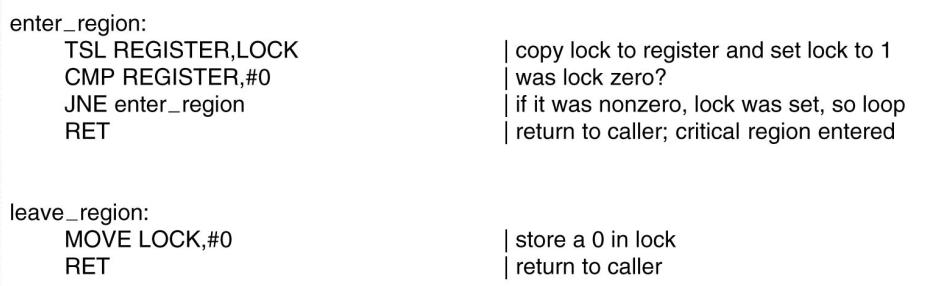 enter_region:
TSL REGISTER,LOCK | copy lock to register and set lock to 1
CMP REGISTER,#0 | was lock zero?
JNE enter_region | if it was nonzero, lock was set, so loop
RET | return to caller; critical region entered
leave_region:
MOVE LOCK,#0 | store a 0 in lock
RET | return to caller